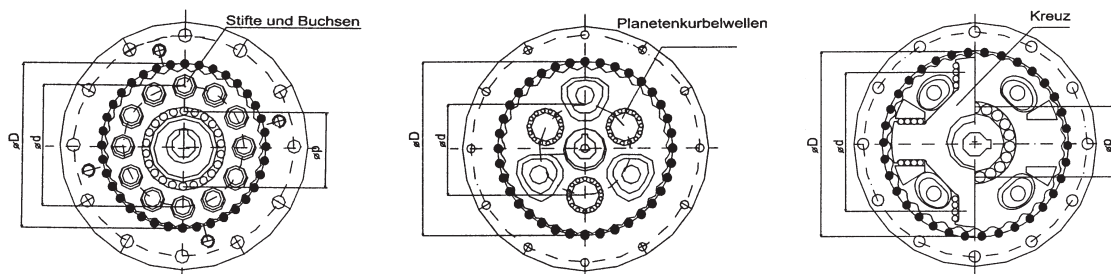 Stifte und Buchsen
Planetenkurbelwellen
Kreuz
øD
ød
ød
øD
ød
øD
ød
ød